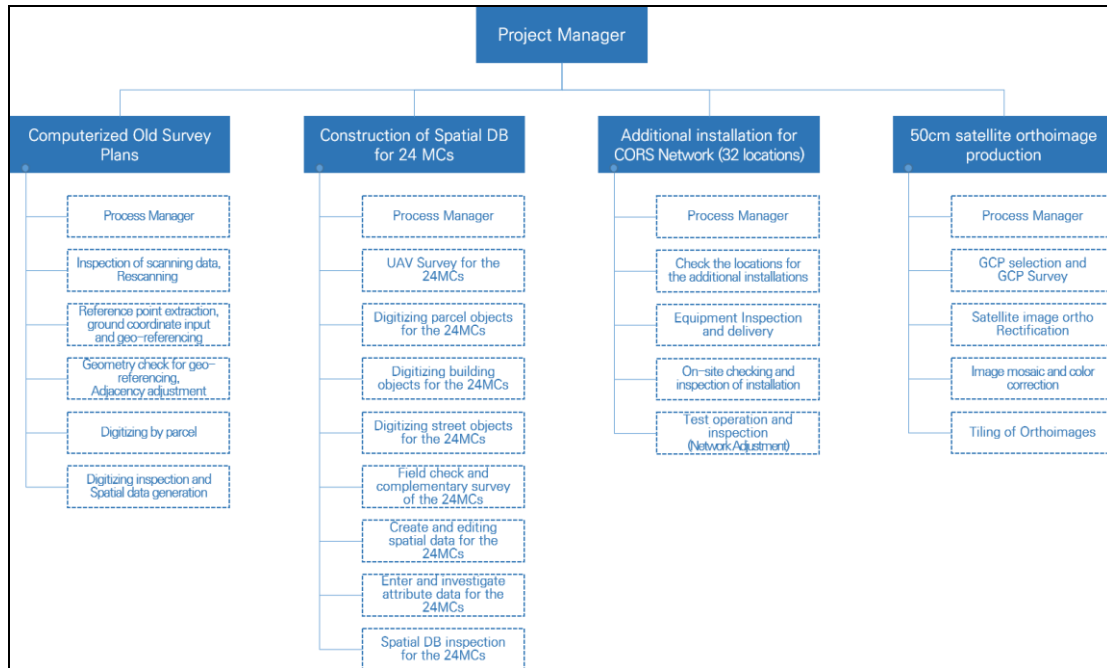 Project Manager
Computerized Old Survey
Plans
Process Manager
Inspection of scanning data,
Rescanning
Reference point extraction,
ground coordinate input
and geo-referencing
Geometry check for geo-
referencing,
Adjacency adjustment
Digitizing by parcel
Digitizing inspection and
Spatial data generation
Construction of Spatial DB
for 24 MCs
Process Manager
UAV Survey for the
24MCs
Digitizing parcel objects
for the 24MCs
Digitizing building
objects for the 24MCs
Digitizing street objects
for the 24MCs
Field check and
complementary survey
of the 24MCs
Create and editing
spatial data for the
24MCs
Enter and investigate
attribute data for the
24MCs
Spatial DB inspection
for the 24MCs
Additional installation for
CORS Network (32 locations)
Process Manager
Check the locations for
the additional installations
Equipment Inspection
and delivery
On-site checking and
inspection of installation
Test operation and
inspection
(Network Adjustment)
50cm satellite orthoimage
production
Process Manager
GCP selection and
GCP Survey
Satellite image ortho
Rectification
Image mosaic and color
correction
Tiling of Orthoimages